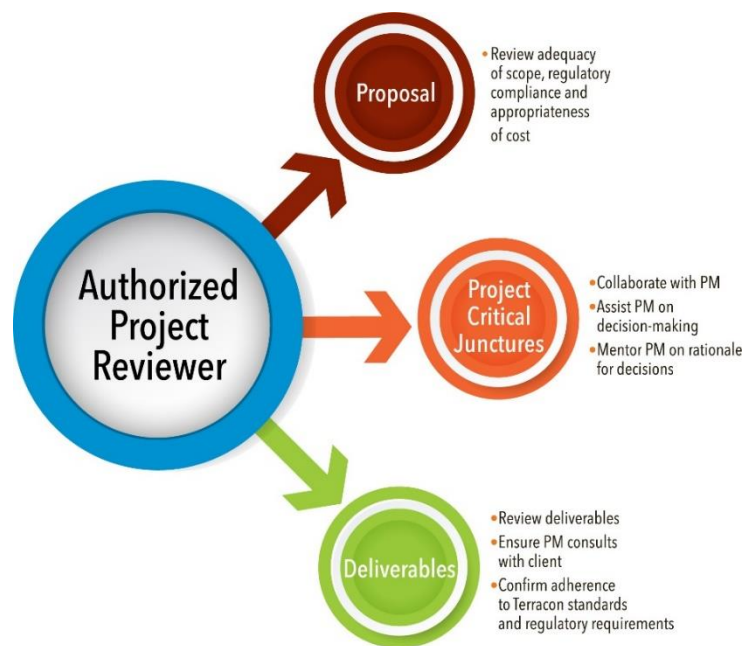 Proposal
• Review adequacy
of scope, regulatory
compliance and
appropriateness
of cost
Authorized
Project
Reviewer
Project
Critical
Junctures
• Collaborate with PM
• Assist PM on
decision-making
• Mentor PM on rationale
for decisions
Deliverables
• Review deliverables
• Ensure PM consults
with client
• Confirm adherence
to Terracon standards
and regulatory requirements